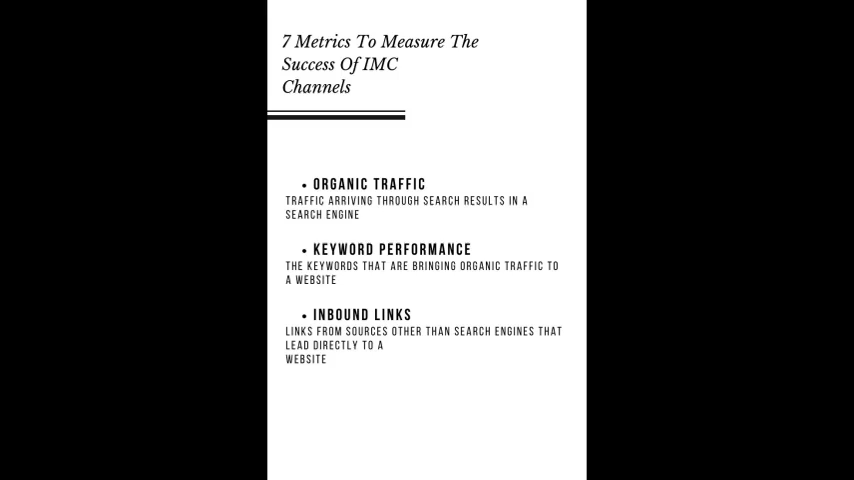 7 Metrics To Measure The
Success Of IMC
Channels
• ORGANIC TRAFFIC
TRAFFIC ARRIVING THROUGH SEARCH RESULTS IN A
SEARCH ENGINE
• KEYWORD PERFORMANCE
THE KEYWORDS THAT ARE BRINGING ORGANIC TRAFFIC TO
A WEBSITE
• INBOUND LINKS
LINKS FROM SOURCES OTHER THAN SEARCH ENGINES THAT
LEAD DIRECTLY TO A
WEBSITE